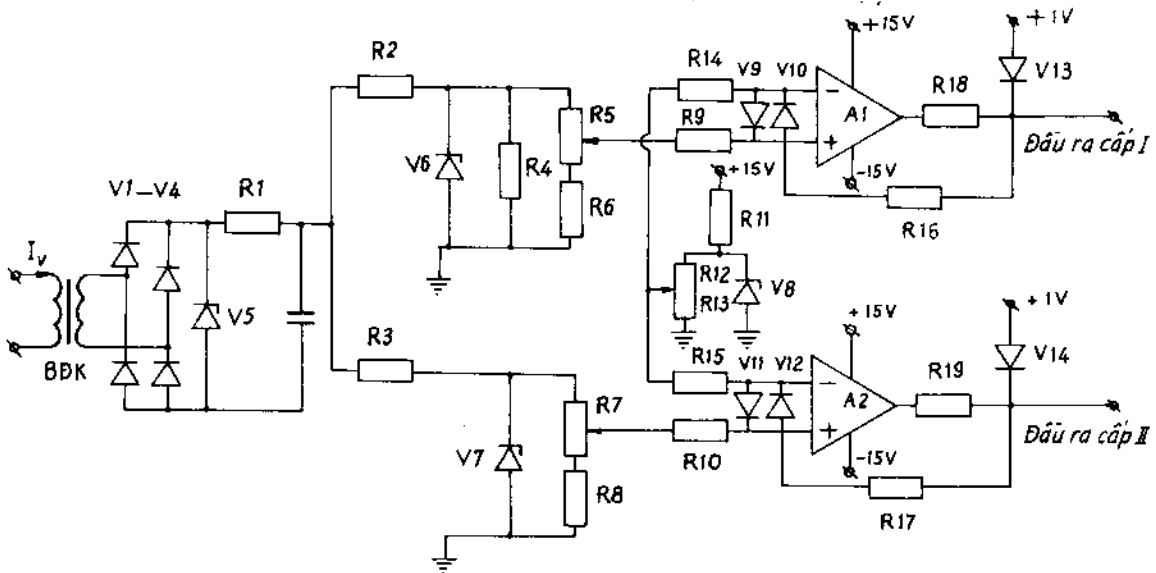 I_v
BĐK
V1–V4
V5
R1
R2
R3
V6
R4
R5
R6
V7
R7
R8
R14
V9
V10
R9
+15V
R11
R12
R13
V8
+15V
A1
−
+
-15V
R18
R16
+1V
V13
Đầu ra cấp I
R15
V11
V12
R10
+15V
A2
−
+
-15V
R19
R17
+1V
V14
Đầu ra cấp II